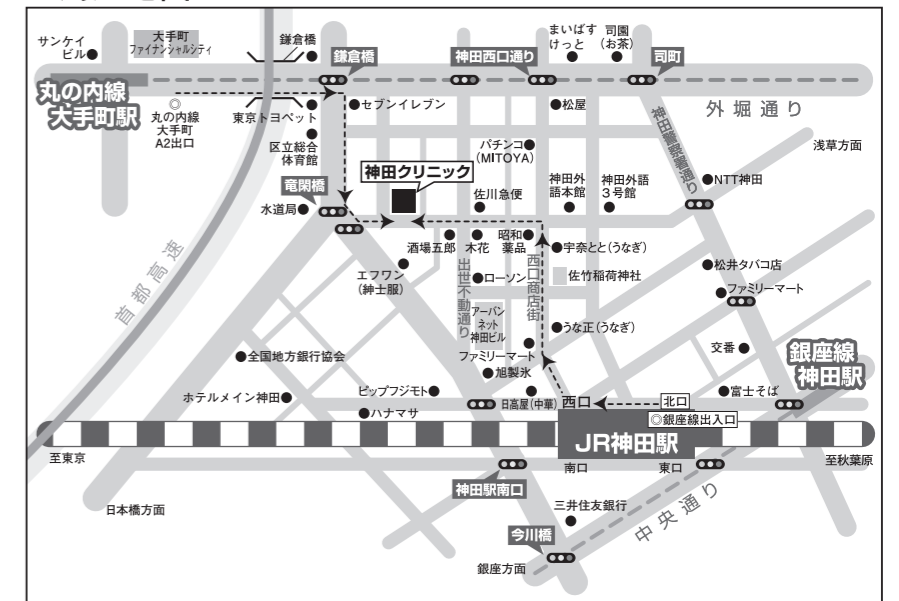 サンケイ
ビル
大手町
ファイナンシャルシティ
鎌倉橋
鎌倉橋
神田西口通り
まいばす
けっと
司園
(お茶)
司町
丸の内線
大手町駅
丸の内線
大手町
A2出口
東京トヨペット
セブンイレブン
松屋
外堀通り
区立総合
体育館
パチンコ
(MITOYA)
神田警察署通り
浅草方面
神田クリニック
竜閑橋
水道局
佐川急便
神田外
語本館
神田外語
3号館
NTT神田
酒場五郎
木花
昭和
薬品
宇奈とと(うなぎ)
エフワン
(紳士服)
出世不動通り
ローソン
西口商店街
佐竹稲荷神社
松井タバコ店
ファミリーマート
首都高速
アーバン
ネット
神田ビル
うな正(うなぎ)
交番
銀座線
神田駅
全国地方銀行協会
ファミリーマート
旭製氷
ホテルメイン神田
ビップフジモト
日高屋(中華)
西口
北口
富士そば
ハナマサ
◎銀座線出入口
JR神田駅
至東京
南口
東口
至秋葉原
神田駅南口
日本橋方面
三井住友銀行
中央通り
今川橋
銀座方面